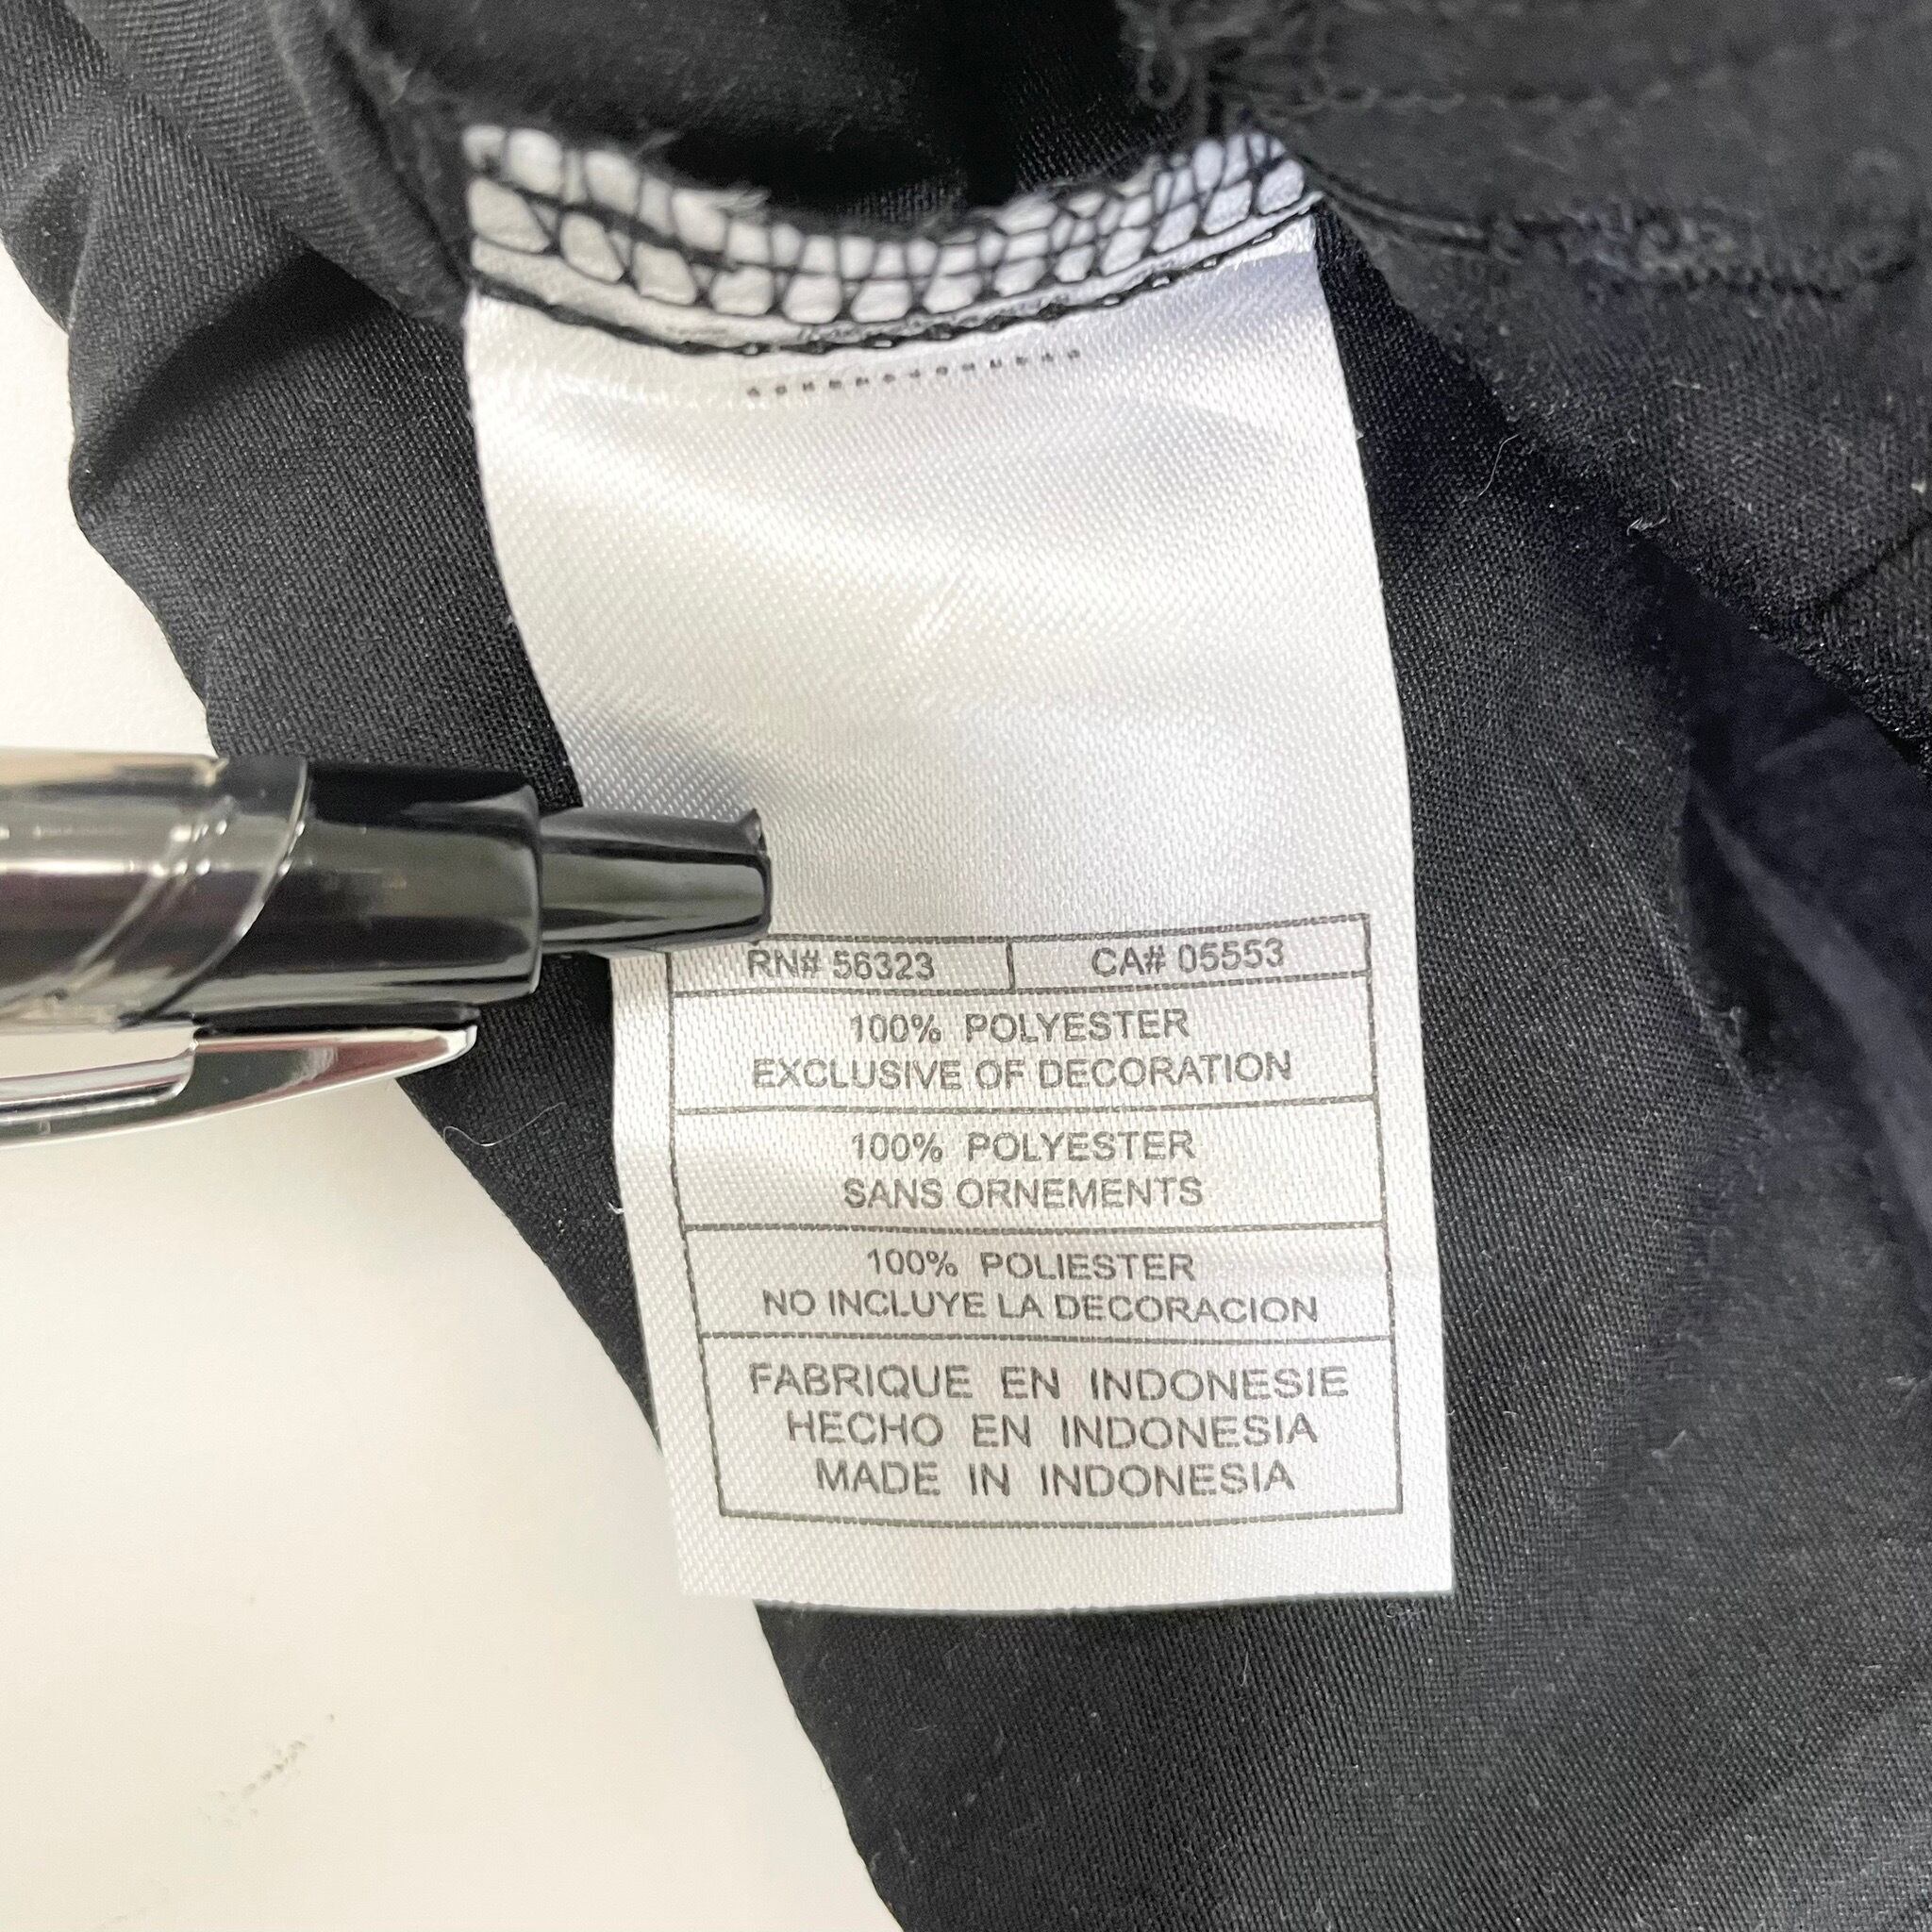 RN# 56323 CA# 05553
100% POLYESTER
EXCLUSIVE OF DECORATION
100% POLYESTER
SANS ORNEMENTS
100% POLIESTER
NO INCLUYE LA DECORACION
FABRIQUE EN INDONESIE
HECHO EN INDONESIA
MADE IN INDONESIA